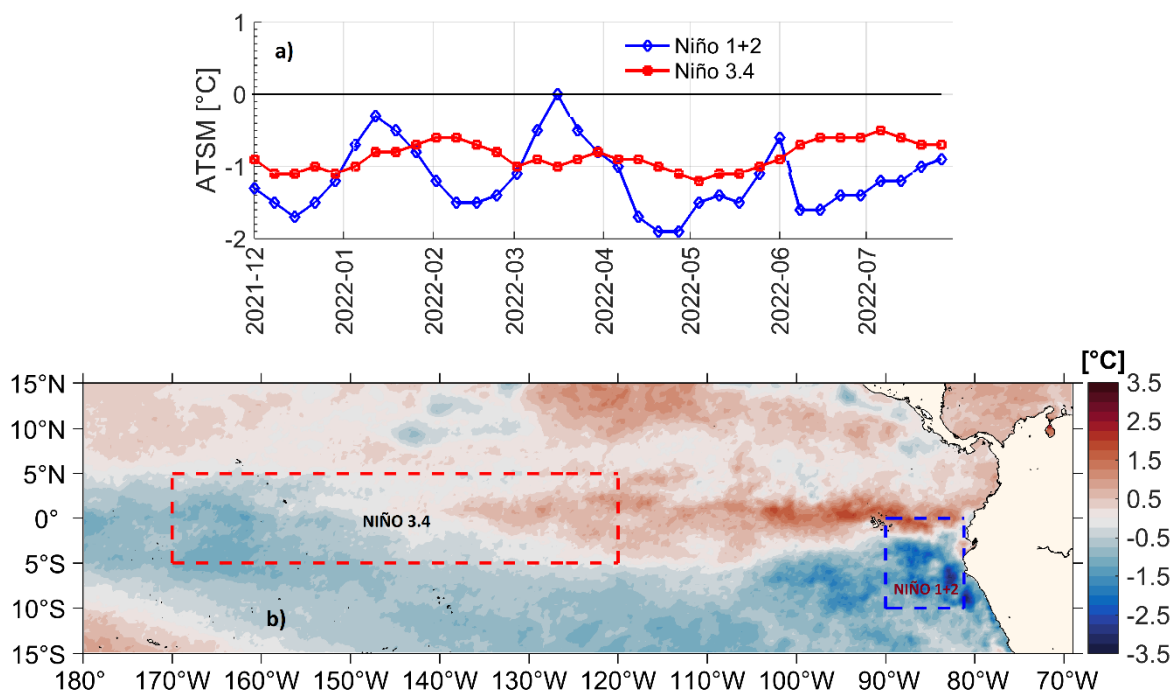 a)
Niño 1+2
Niño 3.4
ATSM [°C]
1
0
-1
-2
2021-12
2022-01
2022-02
2022-03
2022-04
2022-05
2022-06
2022-07
[°C]
15°N
10°N
5°N
0°
5°S
10°S
15°S
NIÑO 3.4
NIÑO 1+2
b)
3.5
2.5
1.5
0.5
-0.5
-1.5
-2.5
-3.5
180°
170°W
160°W
150°W
140°W
130°W
120°W
110°W
100°W
90°W
80°W
70°W